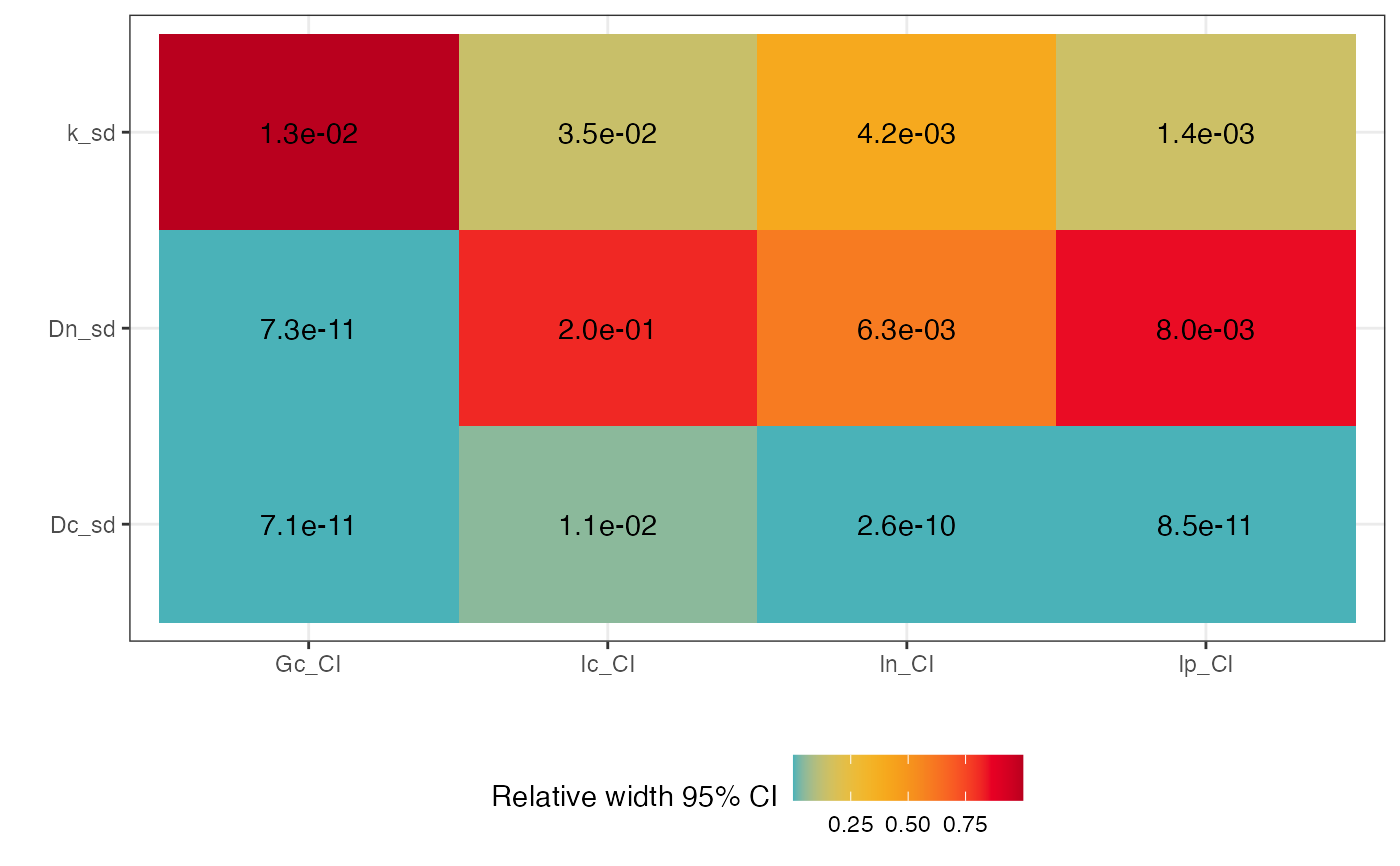 k_sd 1.3e-02 3.5e-02 4.2e-03 1.4e-03
Dn_sd 7.3e-11 2.0e-01 6.3e-03 8.0e-03
Dc_sd 7.1e-11 1.1e-02 2.6e-10 8.5e-11
Gc_CI Ic_CI In_CI Ip_CI
Relative width 95% CI
0.25 0.50 0.75